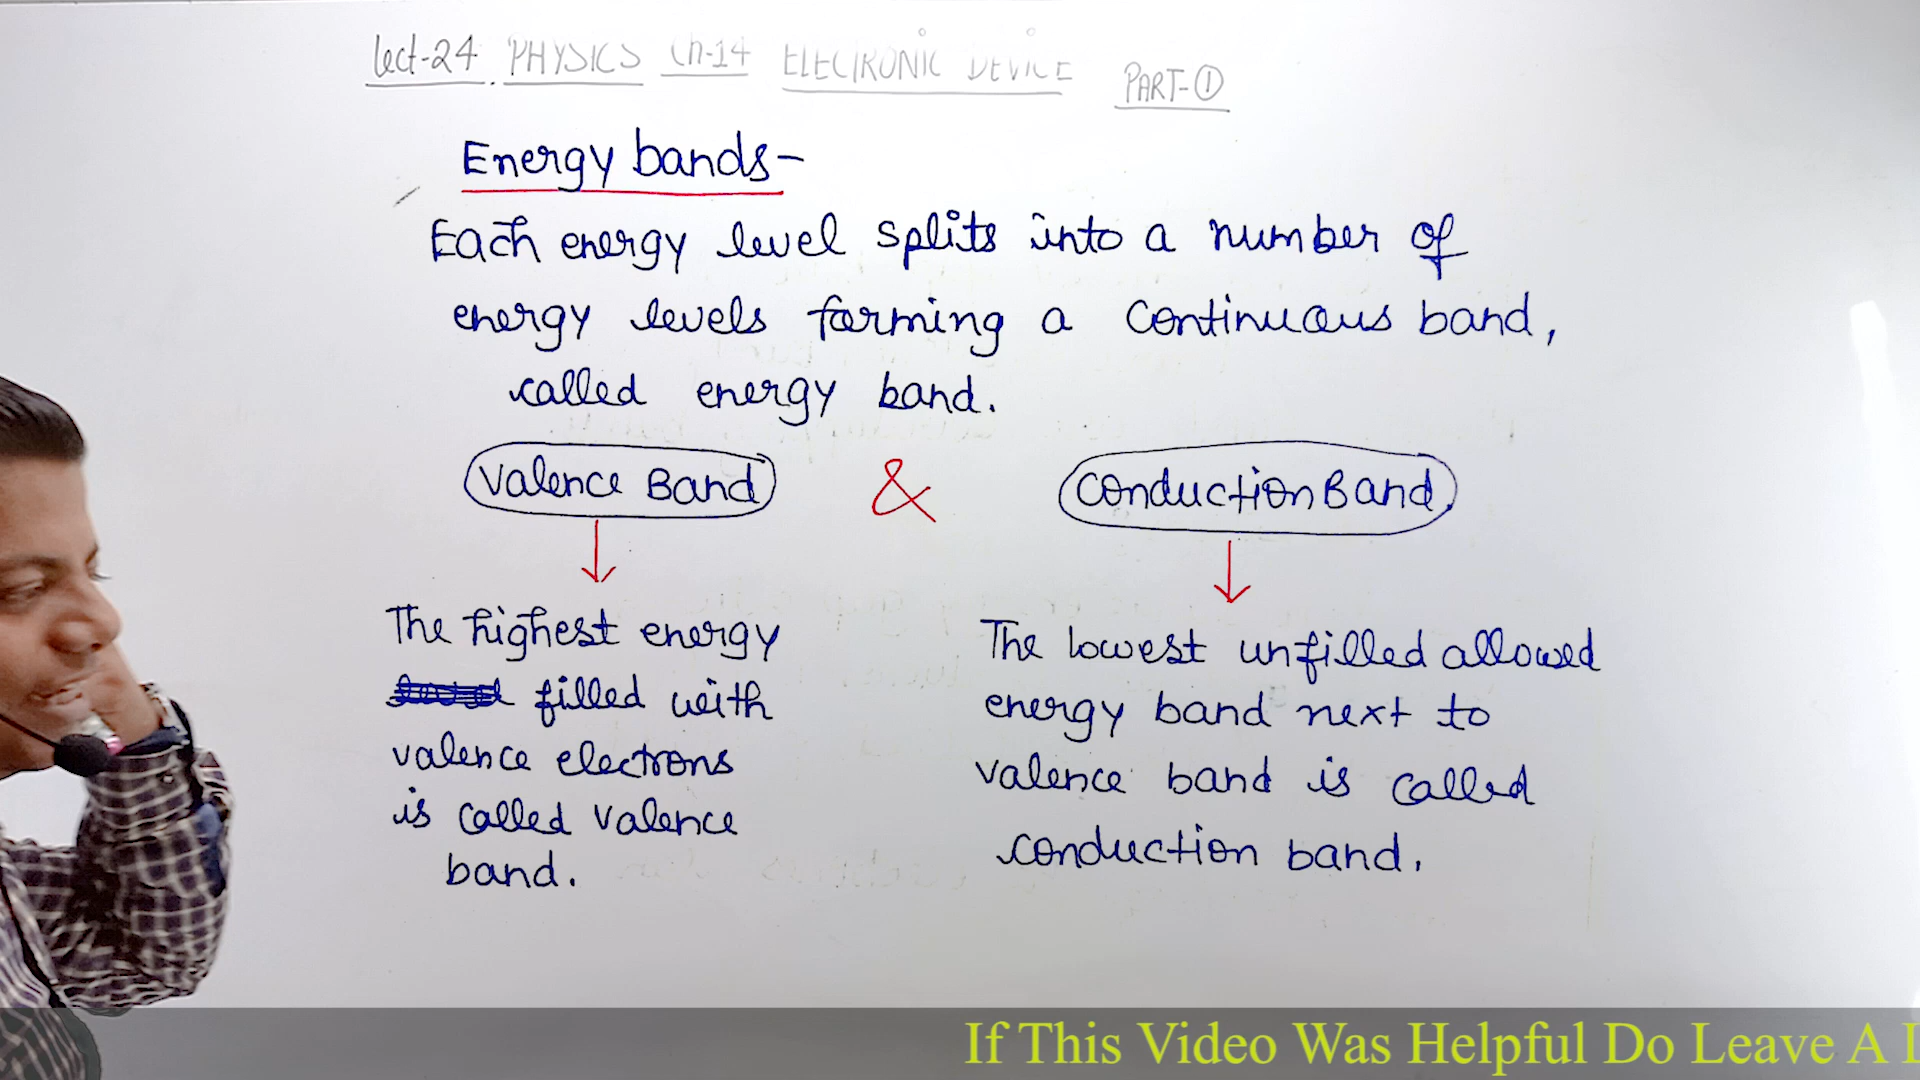 Lect-24 PHYSICS Ch-14 ELECTRONIC DEVICE PART-①
Energy bands-
Each energy level splits into a number of
energy levels forming a continuous band,
called energy band.
Valence Band & Conduction Band
The highest energy
filled with
valence electrons
is called valence
band.
The lowest unfilled allowed
energy band next to
valence band is called
conduction band.
If This Video Was Helpful Do Leave A